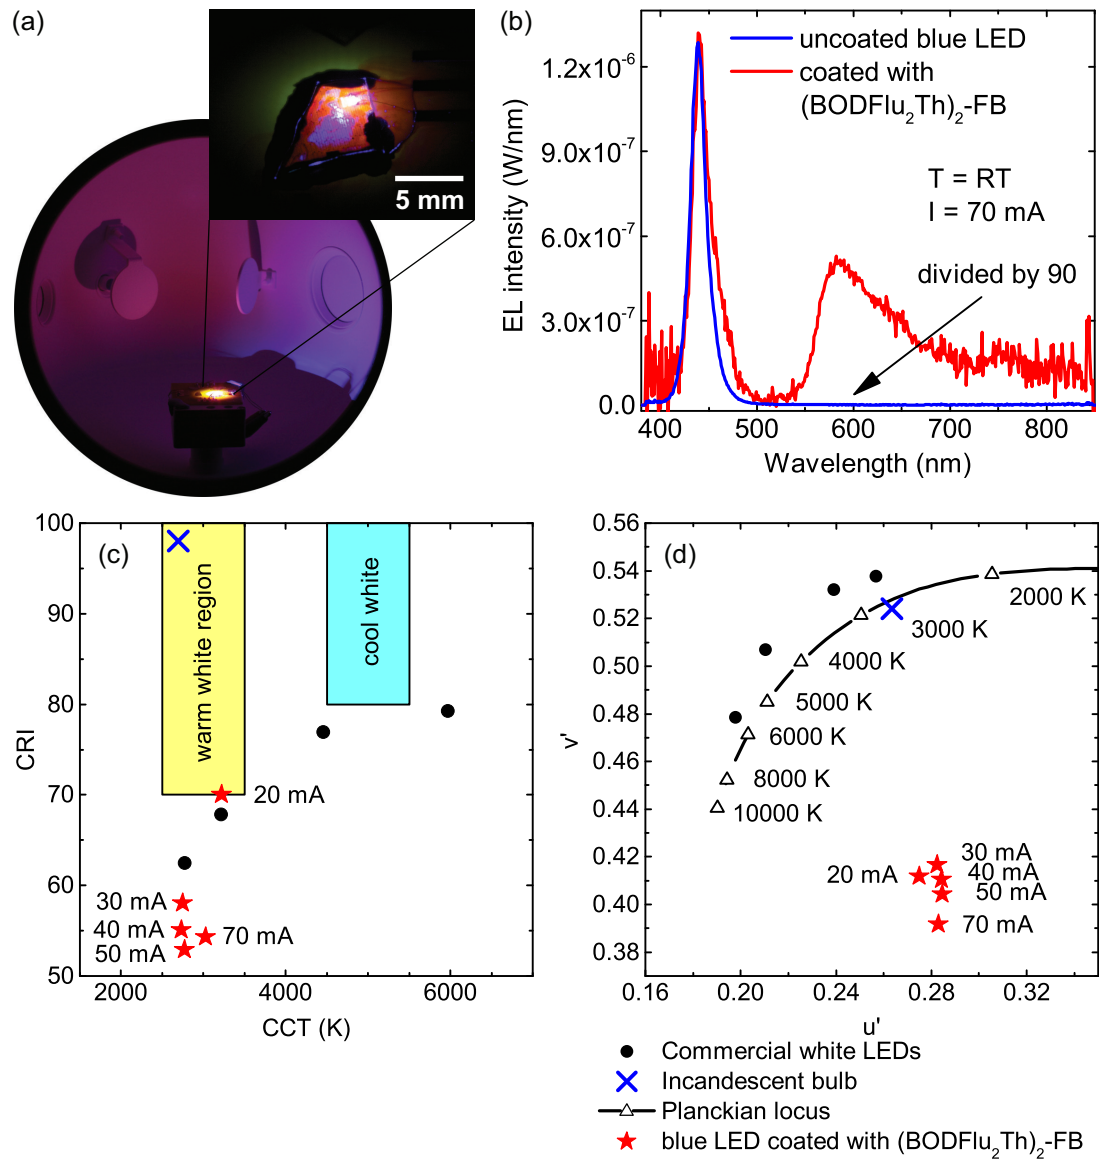 (a)
5 mm
(b)
uncoated blue LED
coated with
(BODFlu₂Th)₂-FB
T = RT
I = 70 mA
divided by 90
EL intensity (W/nm)
1.2x10⁻⁶
9.0x10⁻⁷
6.0x10⁻⁷
3.0x10⁻⁷
0.0
400 500 600 700 800
Wavelength (nm)
(c)
CRI
100
90
80
70
60
50
warm white region
cool white
20 mA
30 mA
40 mA
50 mA
70 mA
2000 4000 6000
CCT (K)
(d)
v'
0.56
0.54
0.52
0.50
0.48
0.46
0.44
0.42
0.40
0.38
2000 K
3000 K
4000 K
5000 K
6000 K
8000 K
10000 K
30 mA
20 mA
40 mA
50 mA
70 mA
0.16 0.20 0.24 0.28 0.32
u'
Commercial white LEDs
Incandescent bulb
Planckian locus
blue LED coated with (BODFlu₂Th)₂-FB